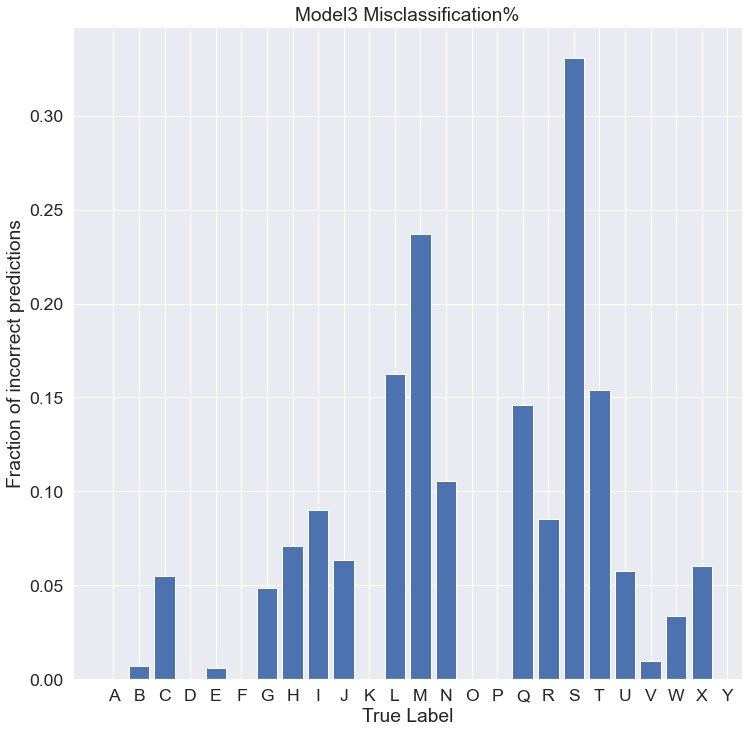 Model3 Misclassification%
Fraction of incorrect predictions
0.30
0.25
0.20
0.15
0.10
0.05
0.00
A B C D E F G H I J K L M N O P Q R S T U V W X Y
True Label